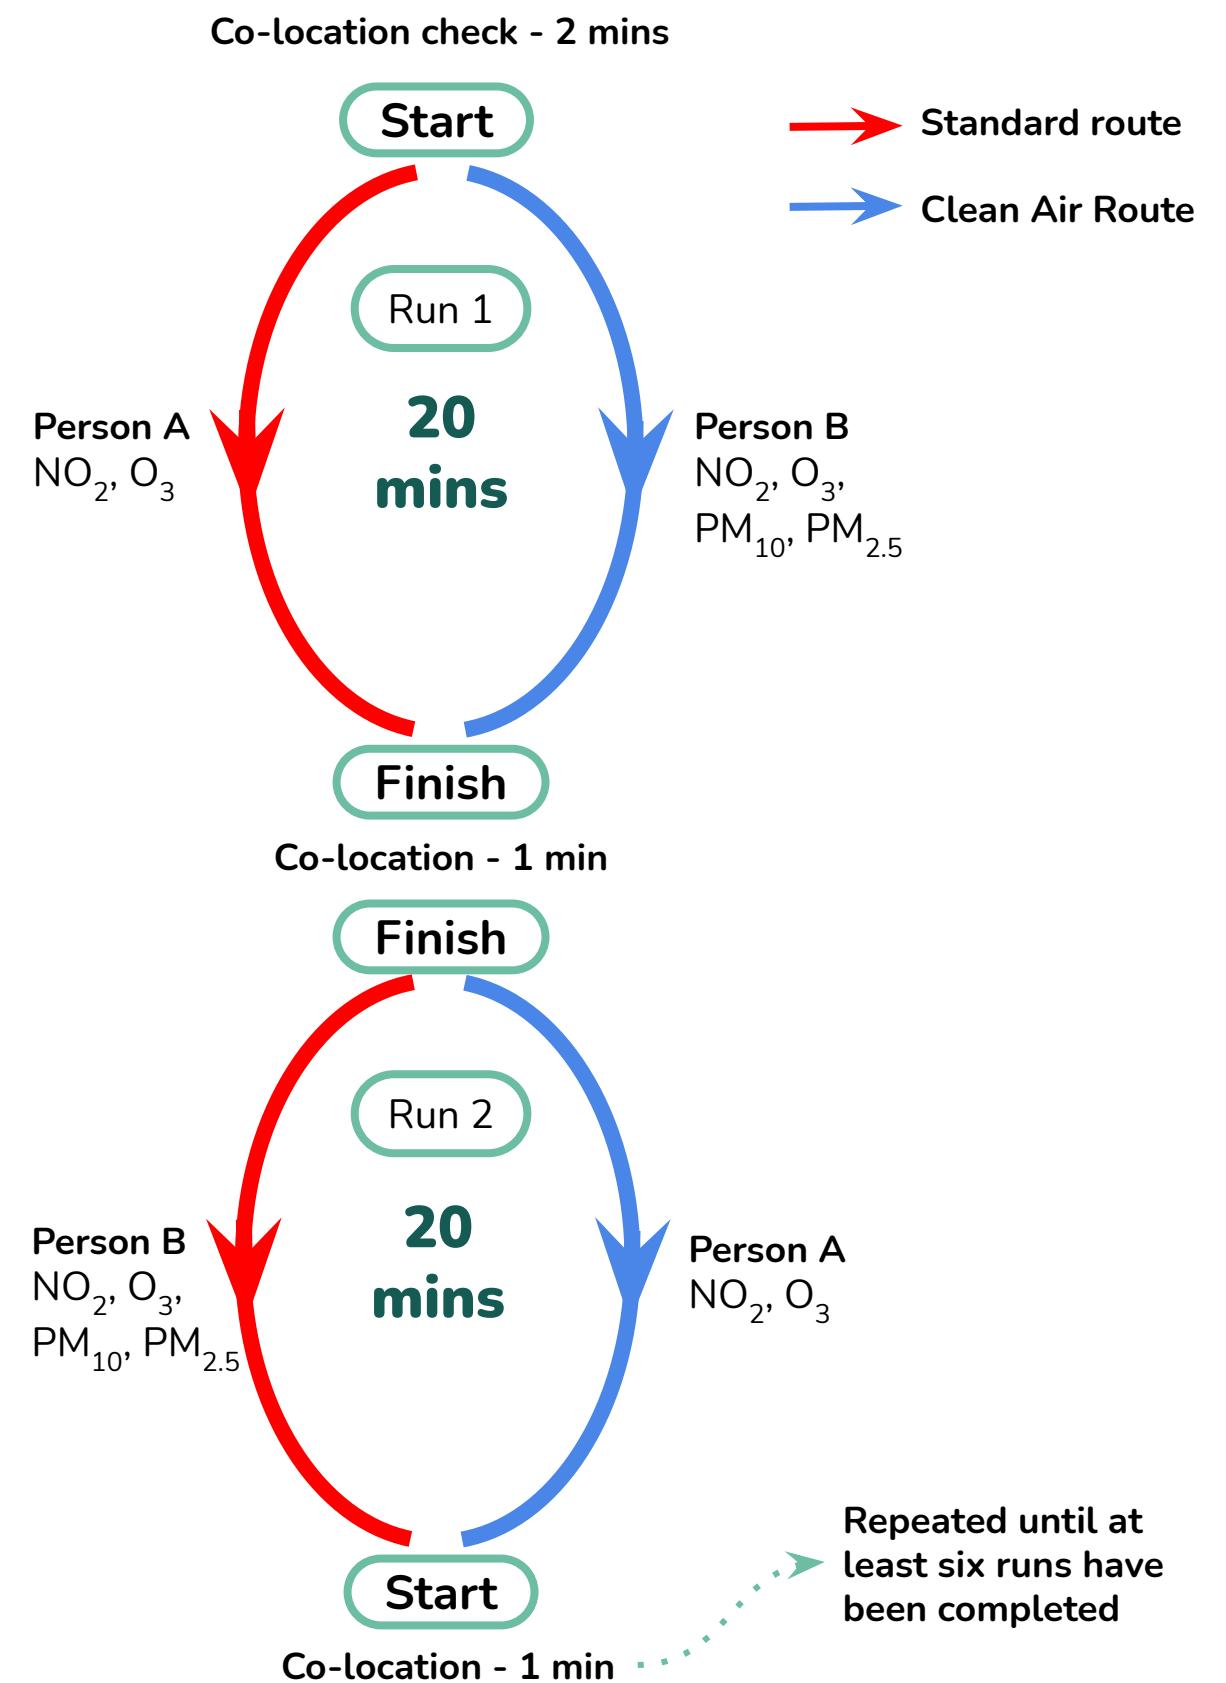 Co-location check - 2 mins
Start
Standard route
Clean Air Route
Run 1
20
mins
Person A
NO₂, O₃
Person B
NO₂, O₃,
PM₁₀, PM₂.₅
Finish
Co-location - 1 min
Finish
Run 2
20
mins
Person B
NO₂, O₃,
PM₁₀, PM₂.₅
Person A
NO₂, O₃
Start
Co-location - 1 min
Repeated until at
least six runs have
been completed